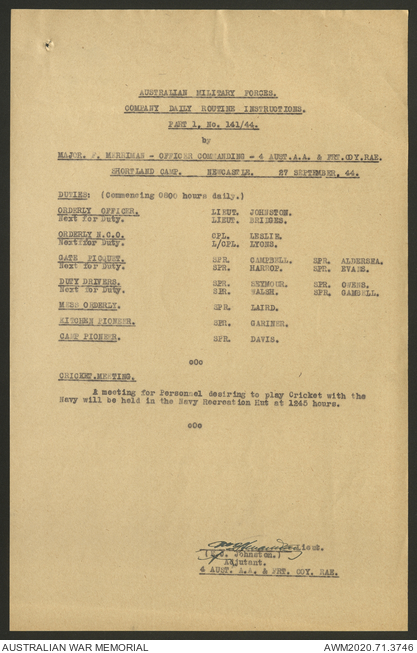 AUSTRALIAN MILITARY FORCES.
COMPANY DAILY ROUTINE INSTRUCTIONS.
PART 1, No. 141/44.
by
MAJOR. F. MERRIMAN - OFFICER COMMANDING - 4 AUST.A.A. & FRT.COY.RAE.
SHORTLAND CAMP. NEWCASTLE. 27 SEPTEMBER, 44.
DUTIES: (Commencing 0800 hours daily.)
ORDERLY OFFICER. LIEUT. JOHNSTON.
Next for Duty. LIEUT. BRIDGES.
ORDERLY N.C.O. CPL. LESLIE.
Next for Duty. L/CPL. LYONS.
GATE PICQUET. SPR. CAMPBELL. SPR. ALDERSEA.
Next for Duty. SPR. HARROP. SPR. EVANS.
DUTY DRIVERS. SPR. SEYMOUR. SPR. OWENS.
Next for Duty. SPR. WALSH. SPR. GAMBELL.
MESS ORDERLY. SPR. LAIRD.
KITCHEN PIONEER. SPR. GARINER.
CAMP PIONEER. SPR. DAVIS.
oOo
CRICKET.MEETING.
A meeting for Personnel desiring to play Cricket with the
Navy will be held in the Navy Recreation Hut at 1245 hours.
oOo
Lieut.
Johnston.)
Adjutant.
4 AUST. A.A. & FRT. COY. RAE.
AUSTRALIAN WAR MEMORIAL AWM2020.71.3746